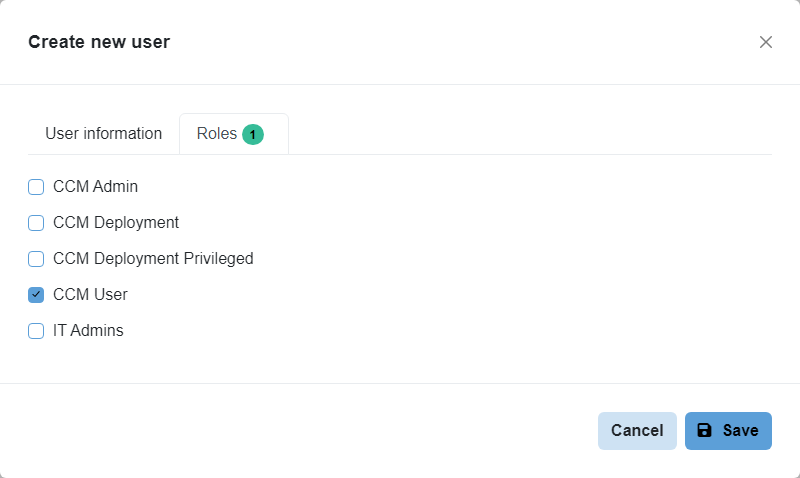 Create new user
User information
Roles 1
CCM Admin
CCM Deployment
CCM Deployment Privileged
CCM User
IT Admins
Cancel
Save